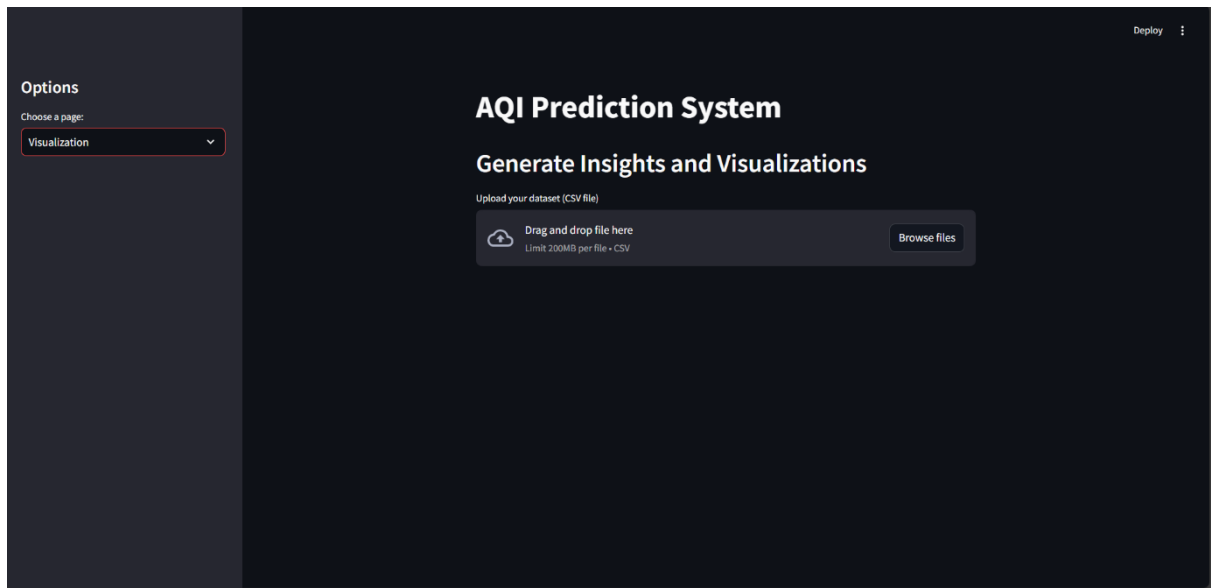 Deploy
Options
Choose a page:
Visualization
AQI Prediction System
Generate Insights and Visualizations
Upload your dataset (CSV file)
Drag and drop file here
Limit 200MB per file • CSV
Browse files